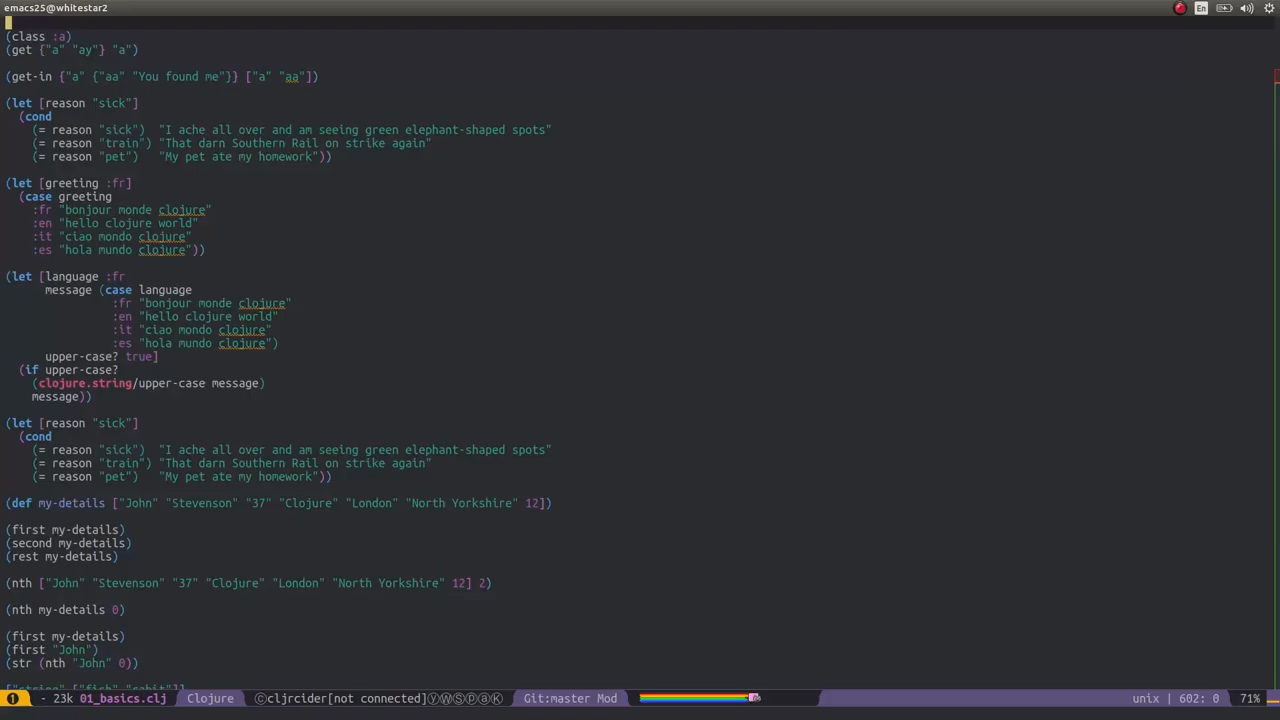 emacs25@whitestar2
En
(class :a)
(get {"a" "ay"} "a")
(get-in {"a" {"aa" "You found me"}} ["a" "aa"])
(let [reason "sick"]
  (cond
    (= reason "sick")  "I ache all over and am seeing green elephant-shaped spots"
    (= reason "train") "That darn Southern Rail on strike again"
    (= reason "pet")   "My pet ate my homework"))
(let [greeting :fr]
  (case greeting
    :fr "bonjour monde clojure"
    :en "hello clojure world"
    :it "ciao mondo clojure"
    :es "hola mundo clojure"))
(let [language :fr
      message (case language
                :fr "bonjour monde clojure"
                :en "hello clojure world"
                :it "ciao mondo clojure"
                :es "hola mundo clojure")
      upper-case? true]
  (if upper-case?
    (clojure.string/upper-case message)
    message))
(let [reason "sick"]
  (cond
    (= reason "sick")  "I ache all over and am seeing green elephant-shaped spots"
    (= reason "train") "That darn Southern Rail on strike again"
    (= reason "pet")   "My pet ate my homework"))
(def my-details ["John" "Stevenson" "37" "Clojure" "London" "North Yorkshire" 12])
(first my-details)
(second my-details)
(rest my-details)
(nth ["John" "Stevenson" "37" "Clojure" "London" "North Yorkshire" 12] 2)
(nth my-details 0)
(first my-details)
(first "John")
(str (nth "John" 0))
["string" ["fish" "rabbit"]]
① - 23k 01_basics.clj Clojure ⒸcljrciderⓎ[not connected]ⓨⓌⓈⓟⓐⓀ Git:master Mod unix | 602: 0 71%